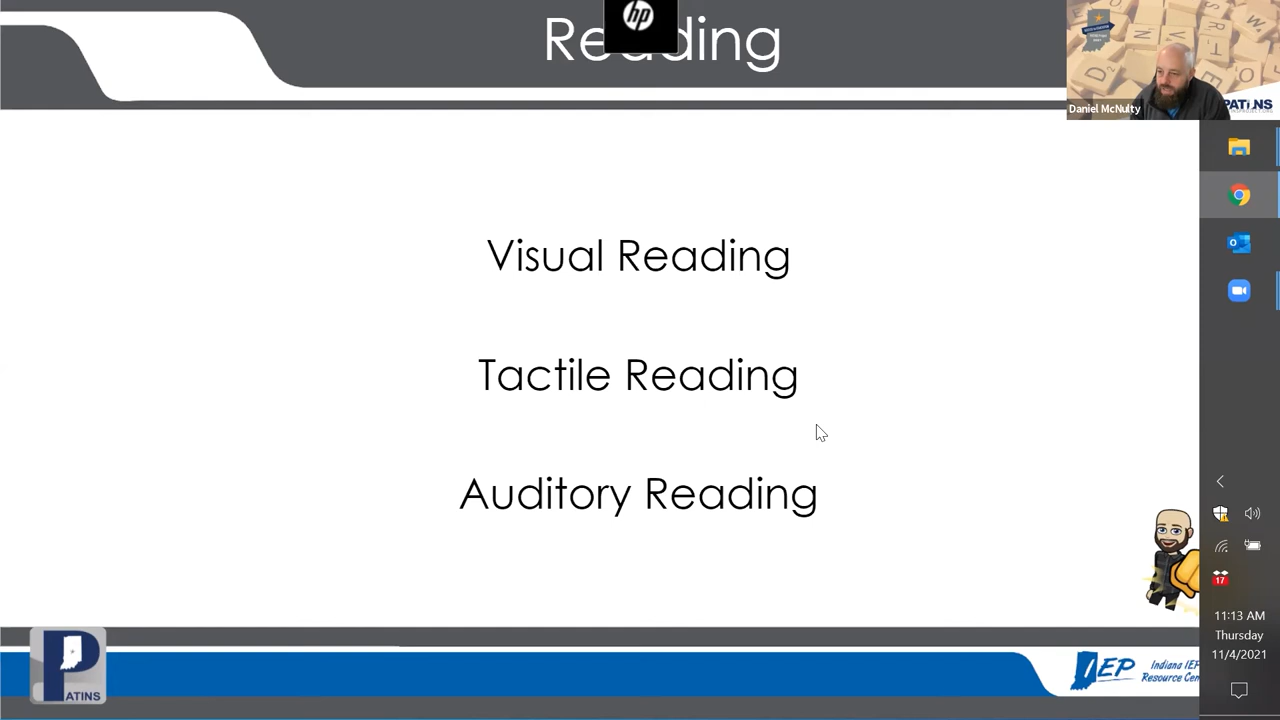 Reading
hp
Daniel McNulty
PATINS
Visual Reading
Tactile Reading
Auditory Reading
17
11:13 AM
Thursday
11/4/2021
PATINS
IEP
Indiana IEP
Resource Cen